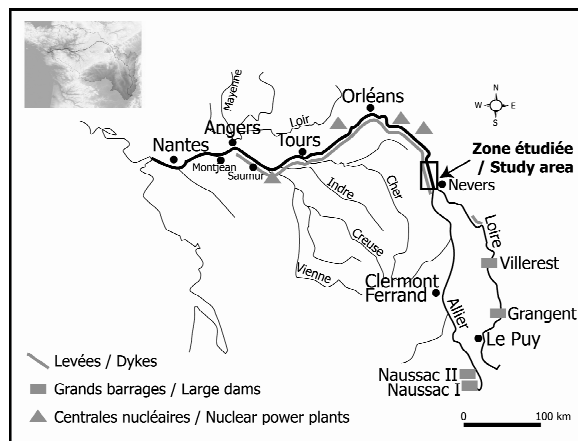 Orléans
Mayenne
Loir
N
W E
S
Angers
Nantes
Tours
Montjean
Saumur
Zone étudiée
/ Study area
Nevers
Indre
Cher
Creuse
Vienne
Loire
Villerest
Clermont
Ferrand
Allier
Grangent
Le Puy
Levées / Dykes
Grands barrages / Large dams
Centrales nucléaires / Nuclear power plants
Naussac II
Naussac I
0 100 km